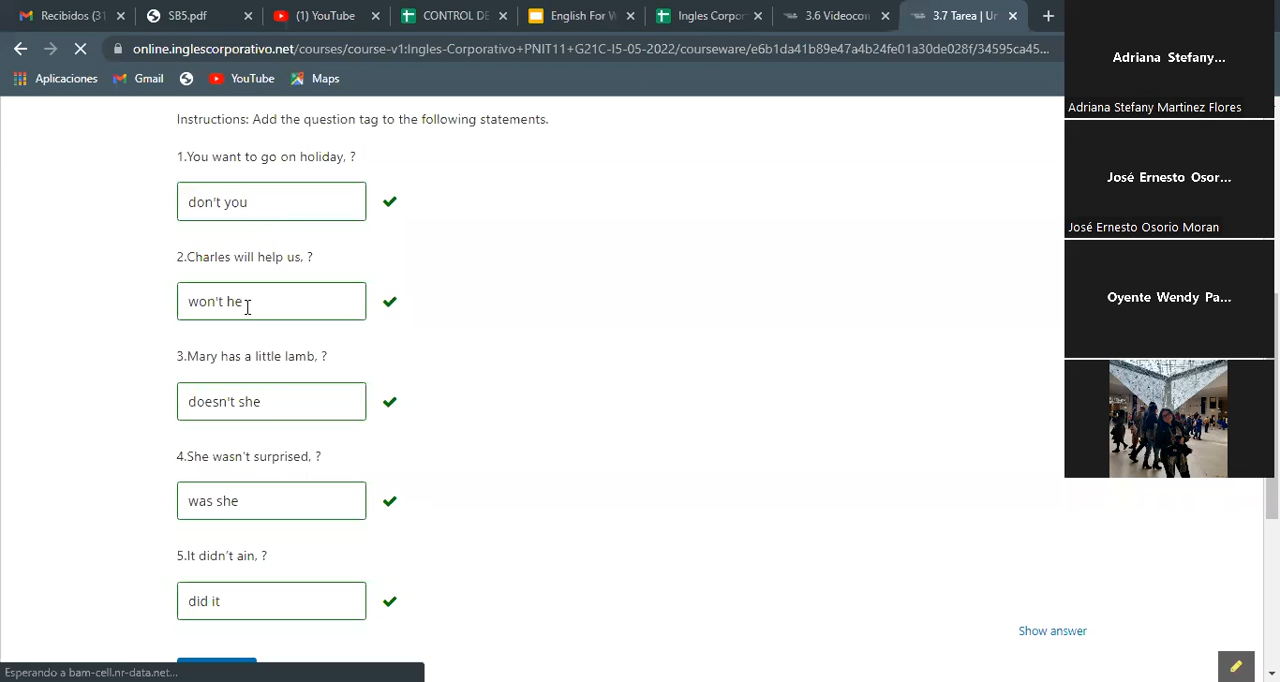 Recibidos (31
SB5.pdf
(1) YouTube
CONTROL DE
English For W
Ingles Corpor
3.6 Videocon
3.7 Tarea | Un
online.inglescorporativo.net/courses/course-v1:Ingles-Corporativo+PNIT11+G21C-I5-05-2022/courseware/e6b1da41b89e47a4b24fe01a30de028f/34595ca45...
Aplicaciones
Gmail
YouTube
Maps
Instructions: Add the question tag to the following statements.
1.You want to go on holiday, ?
don't you
2.Charles will help us, ?
won't he
3.Mary has a little lamb, ?
doesn't she
4.She wasn't surprised, ?
was she
5.It didn't ain, ?
did it
Show answer
Esperando a bam-cell.nr-data.net...
Adriana Stefany...
Adriana Stefany Martinez Flores
José Ernesto Osor...
José Ernesto Osorio Moran
Oyente Wendy Pa...